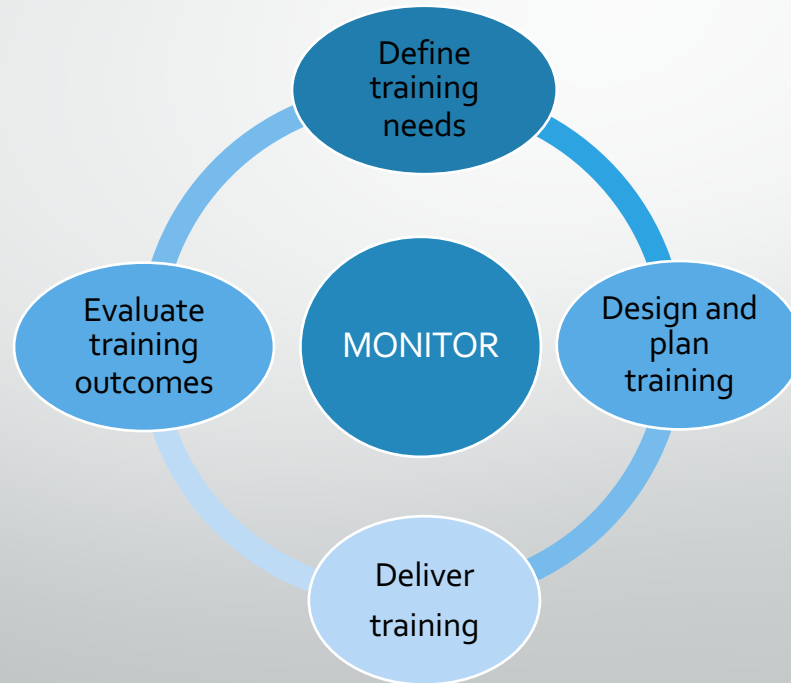 Define
training
needs
Evaluate
training
outcomes
MONITOR
Design and
plan
training
Deliver
training